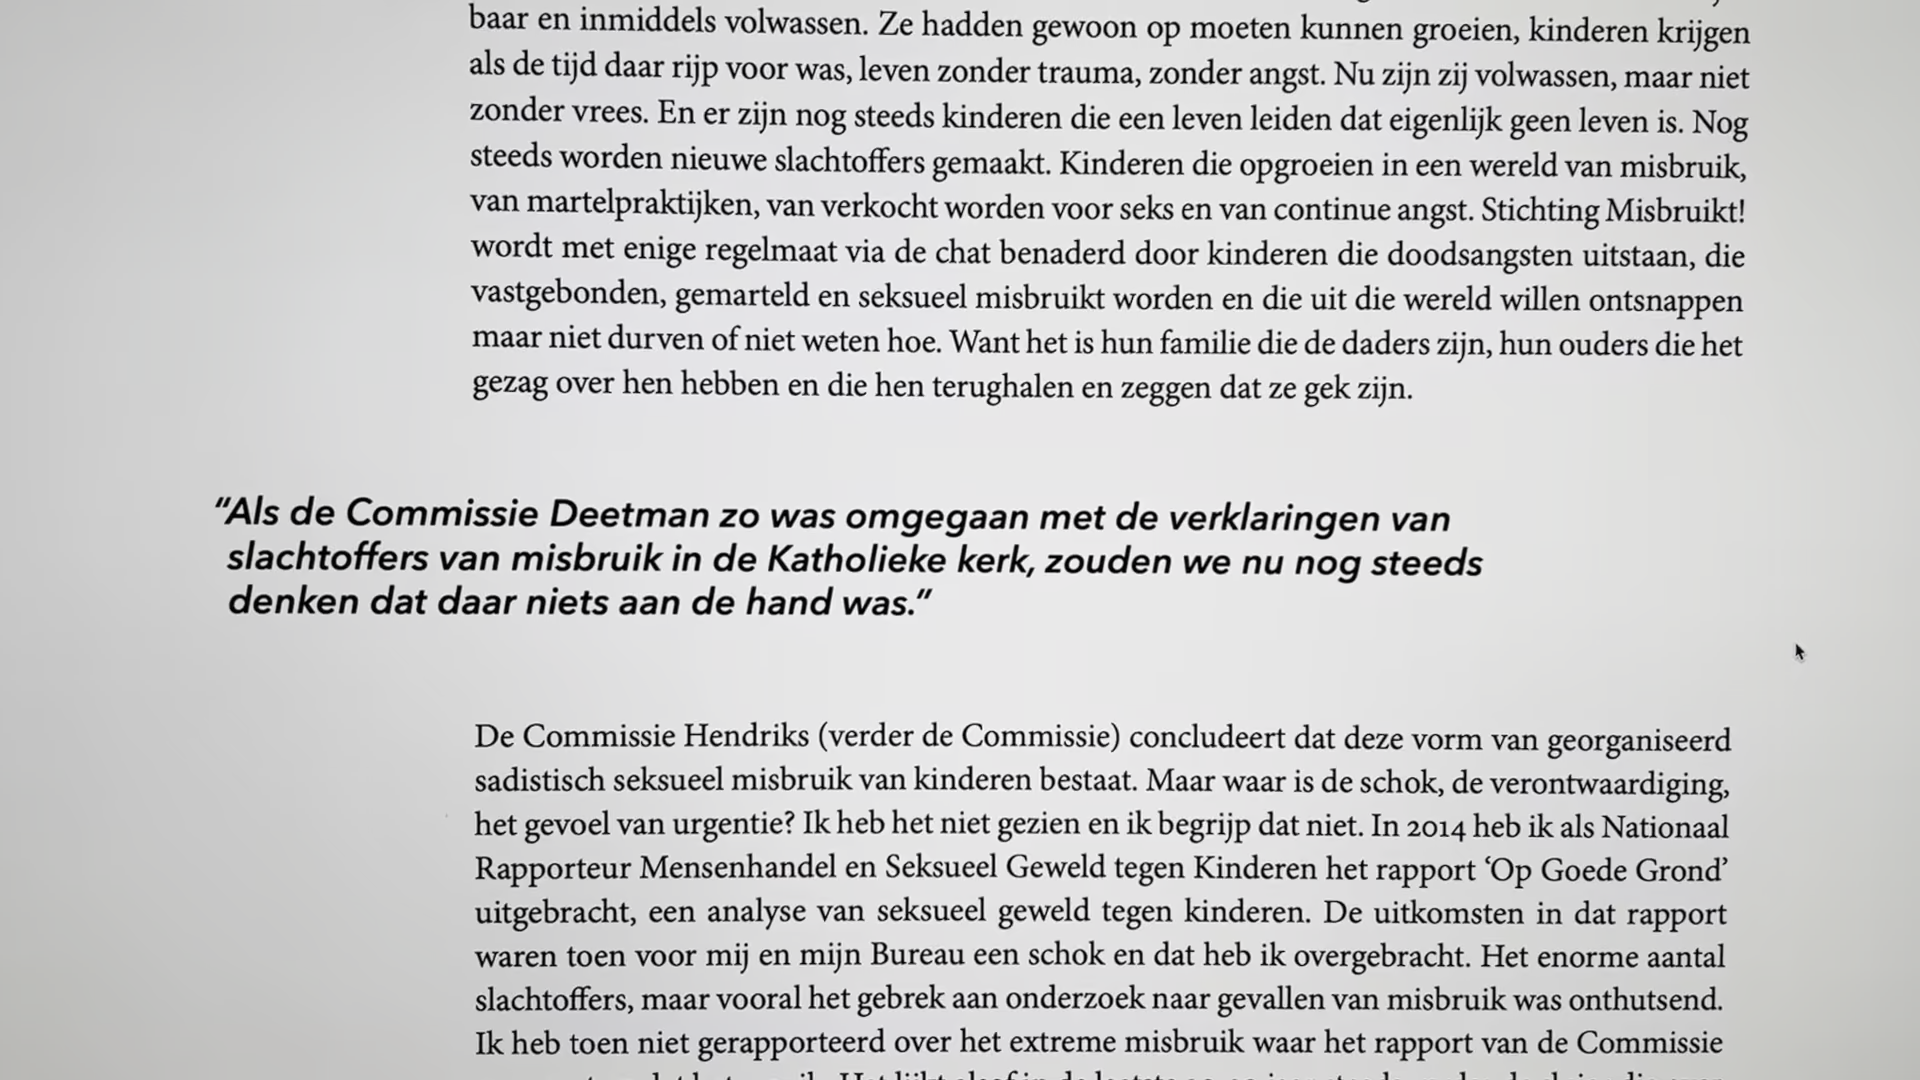 baar en inmiddels volwassen. Ze hadden gewoon op moeten kunnen groeien, kinderen krijgen
als de tijd daar rijp voor was, leven zonder trauma, zonder angst. Nu zijn zij volwassen, maar niet
zonder vrees. En er zijn nog steeds kinderen die een leven leiden dat eigenlijk geen leven is. Nog
steeds worden nieuwe slachtoffers gemaakt. Kinderen die opgroeien in een wereld van misbruik,
van martelpraktijken, van verkocht worden voor seks en van continue angst. Stichting Misbruikt!
wordt met enige regelmaat via de chat benaderd door kinderen die doodsangsten uitstaan, die
vastgebonden, gemarteld en seksueel misbruikt worden en die uit die wereld willen ontsnappen
maar niet durven of niet weten hoe. Want het is hun familie die de daders zijn, hun ouders die het
gezag over hen hebben en die hen terughalen en zeggen dat ze gek zijn.
“Als de Commissie Deetman zo was omgegaan met de verklaringen van
slachtoffers van misbruik in de Katholieke kerk, zouden we nu nog steeds
denken dat daar niets aan de hand was.”
De Commissie Hendriks (verder de Commissie) concludeert dat deze vorm van georganiseerd
sadistisch seksueel misbruik van kinderen bestaat. Maar waar is de schok, de verontwaardiging,
het gevoel van urgentie? Ik heb het niet gezien en ik begrijp dat niet. In 2014 heb ik als Nationaal
Rapporteur Mensenhandel en Seksueel Geweld tegen Kinderen het rapport ‘Op Goede Grond’
uitgebracht, een analyse van seksueel geweld tegen kinderen. De uitkomsten in dat rapport
waren toen voor mij en mijn Bureau een schok en dat heb ik overgebracht. Het enorme aantal
slachtoffers, maar vooral het gebrek aan onderzoek naar gevallen van misbruik was onthutsend.
Ik heb toen niet gerapporteerd over het extreme misbruik waar het rapport van de Commissie